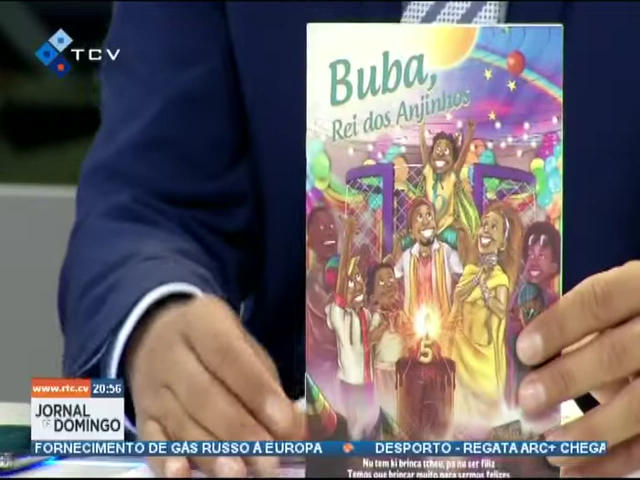 TCV
Buba,
Rei dos Anjinhos
5
www.rtc.cv 20:56
JORNAL
DE DOMINGO
FORNECIMENTO DE GÁS RUSSO À EUROPA DESPORTO - REGATA ARC+ CHEGA
Nu tem ki brinca tcheu, pa nu ser filiz
Temos que brincar muito para sermos felizes